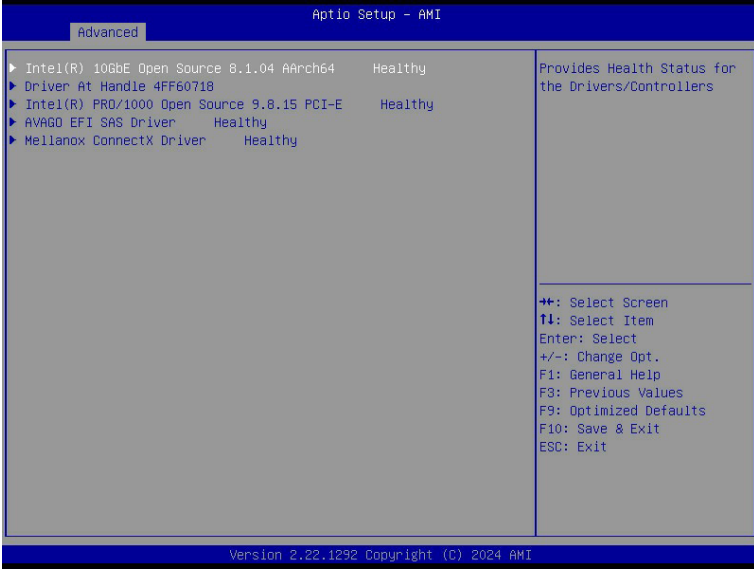 Aptio Setup - AMI
Advanced
Intel(R) 10GbE Open Source 8.1.04 AArch64 Healthy
Driver At Handle 4FF60718
Intel(R) PRO/1000 Open Source 9.8.15 PCI-E Healthy
AVAGO EFI SAS Driver Healthy
Mellanox ConnectX Driver Healthy
Provides Health Status for
the Drivers/Controllers
→←: Select Screen
↑↓: Select Item
Enter: Select
+/-: Change Opt.
F1: General Help
F3: Previous Values
F9: Optimized Defaults
F10: Save & Exit
ESC: Exit
Version 2.22.1292 Copyright (C) 2024 AMI